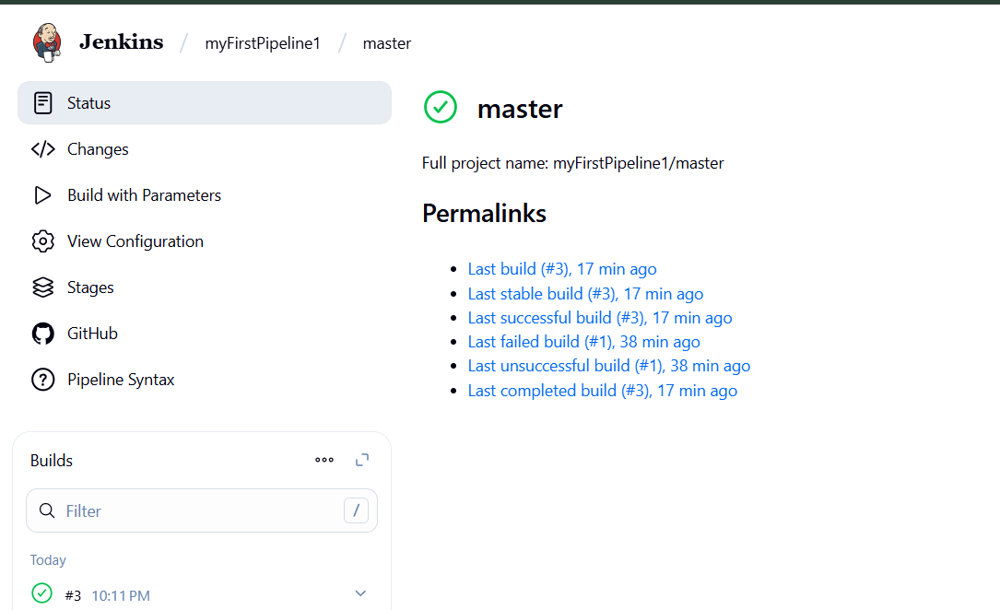 Jenkins / myFirstPipeline1 / master
Status
Changes
Build with Parameters
View Configuration
Stages
GitHub
Pipeline Syntax
Builds
Filter /
Today
#3 10:11 PM
master
Full project name: myFirstPipeline1/master
Permalinks
Last build (#3), 17 min ago
Last stable build (#3), 17 min ago
Last successful build (#3), 17 min ago
Last failed build (#1), 38 min ago
Last unsuccessful build (#1), 38 min ago
Last completed build (#3), 17 min ago